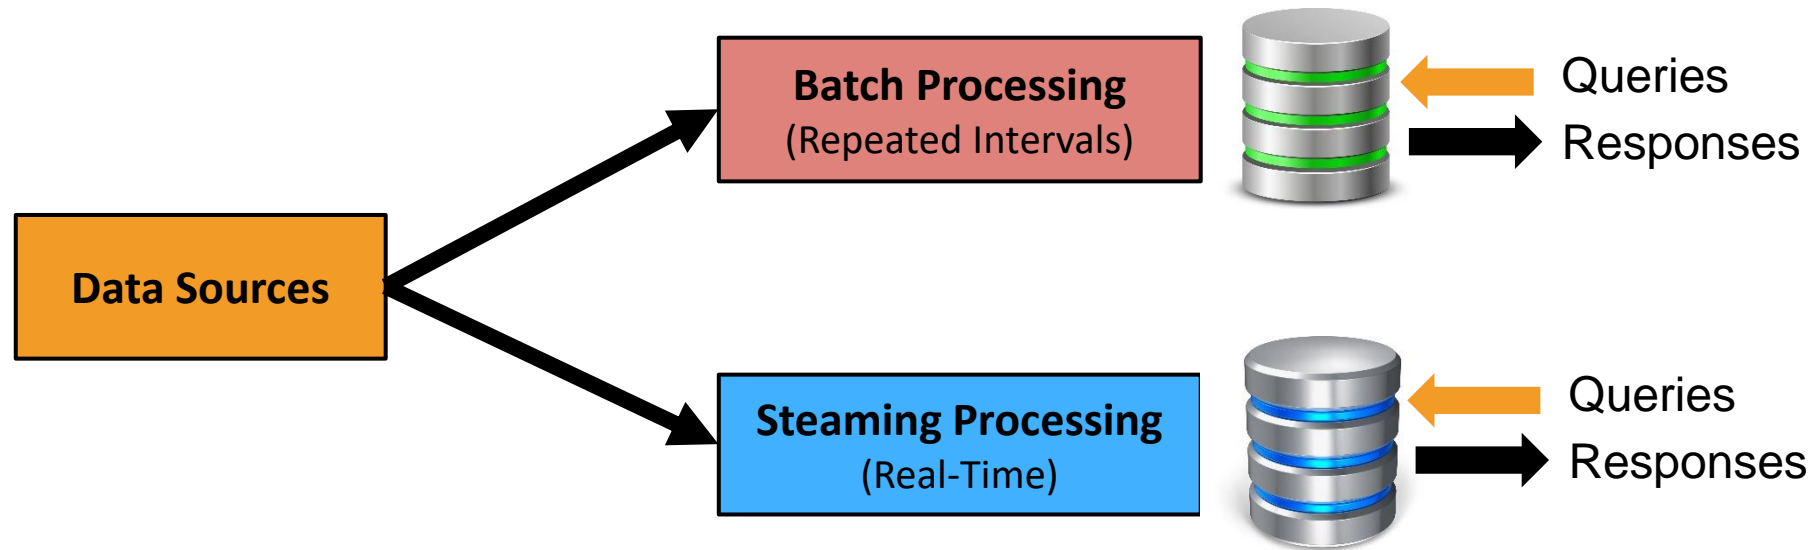 Batch Processing
(Repeated Intervals)
Queries
Responses
Data Sources
Steaming Processing
(Real-Time)
Queries
Responses